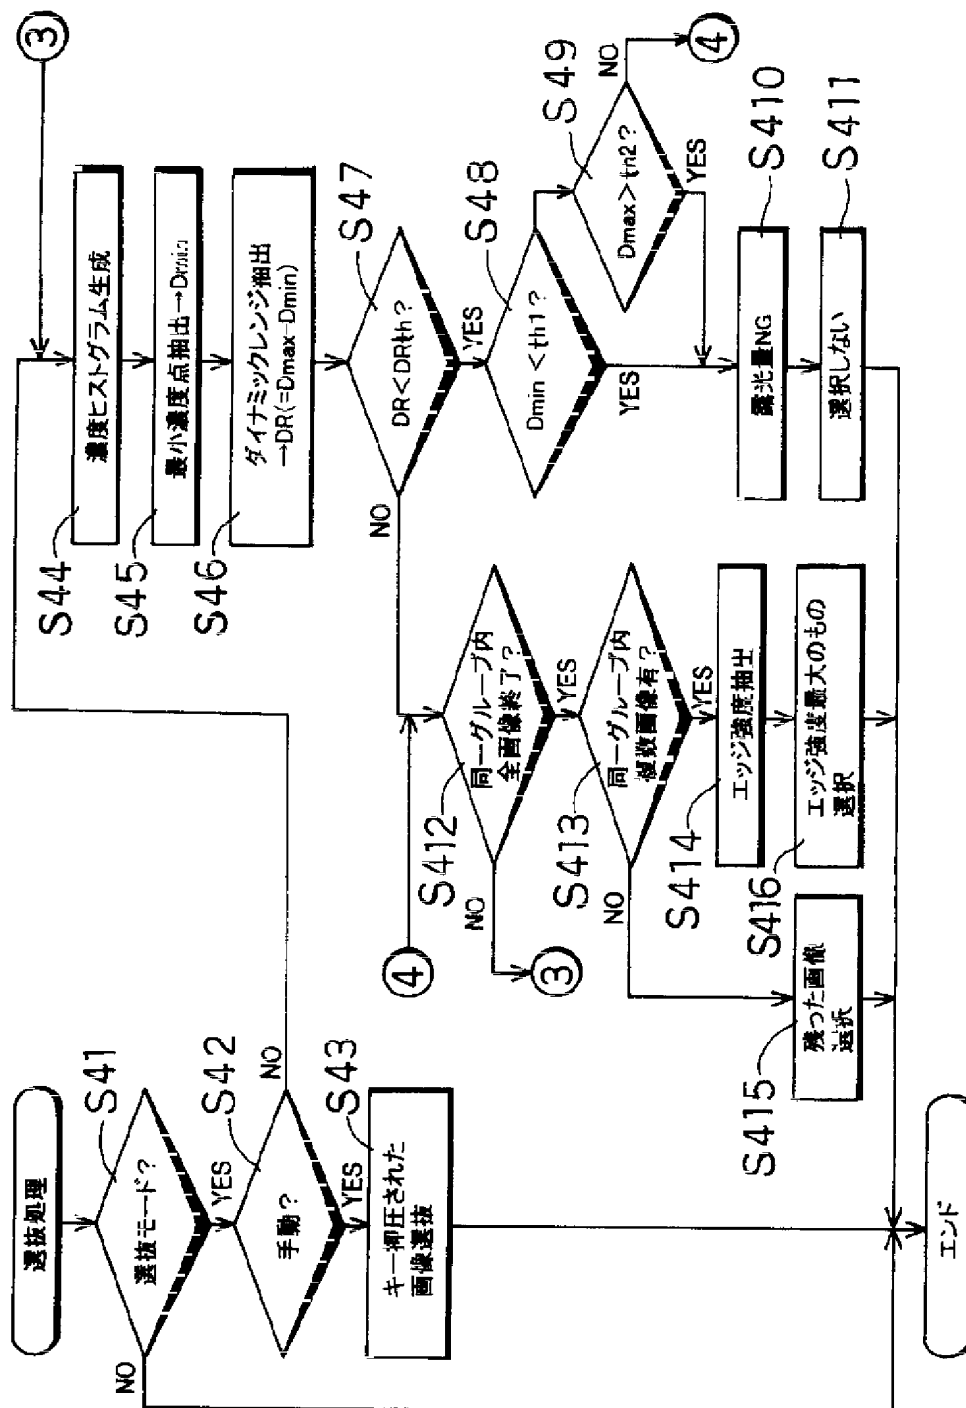 選抜処理
S41
選抜モード?
NO
YES
S42
手動?
NO
YES
S43
キー押圧された
画像選抜
③
S44
濃度ヒストグラム生成
S45
最小濃度点抽出→Dmin
S46
ダイナミックレンジ抽出
→DR(=Dmax-Dmin)
S47
DR<DRth?
NO
YES
S48
Dmin<th1?
YES
S49
Dmax>th2?
NO
④
YES
S410
露光量NG
S411
選択しない
④
S412
同一グループ内
全画像終了?
NO
③
YES
S413
同一グループ内
複数画像有?
NO
YES
S414
エッジ強度抽出
S416
エッジ強度最大のもの
選択
S415
残った画像
選択
エンド